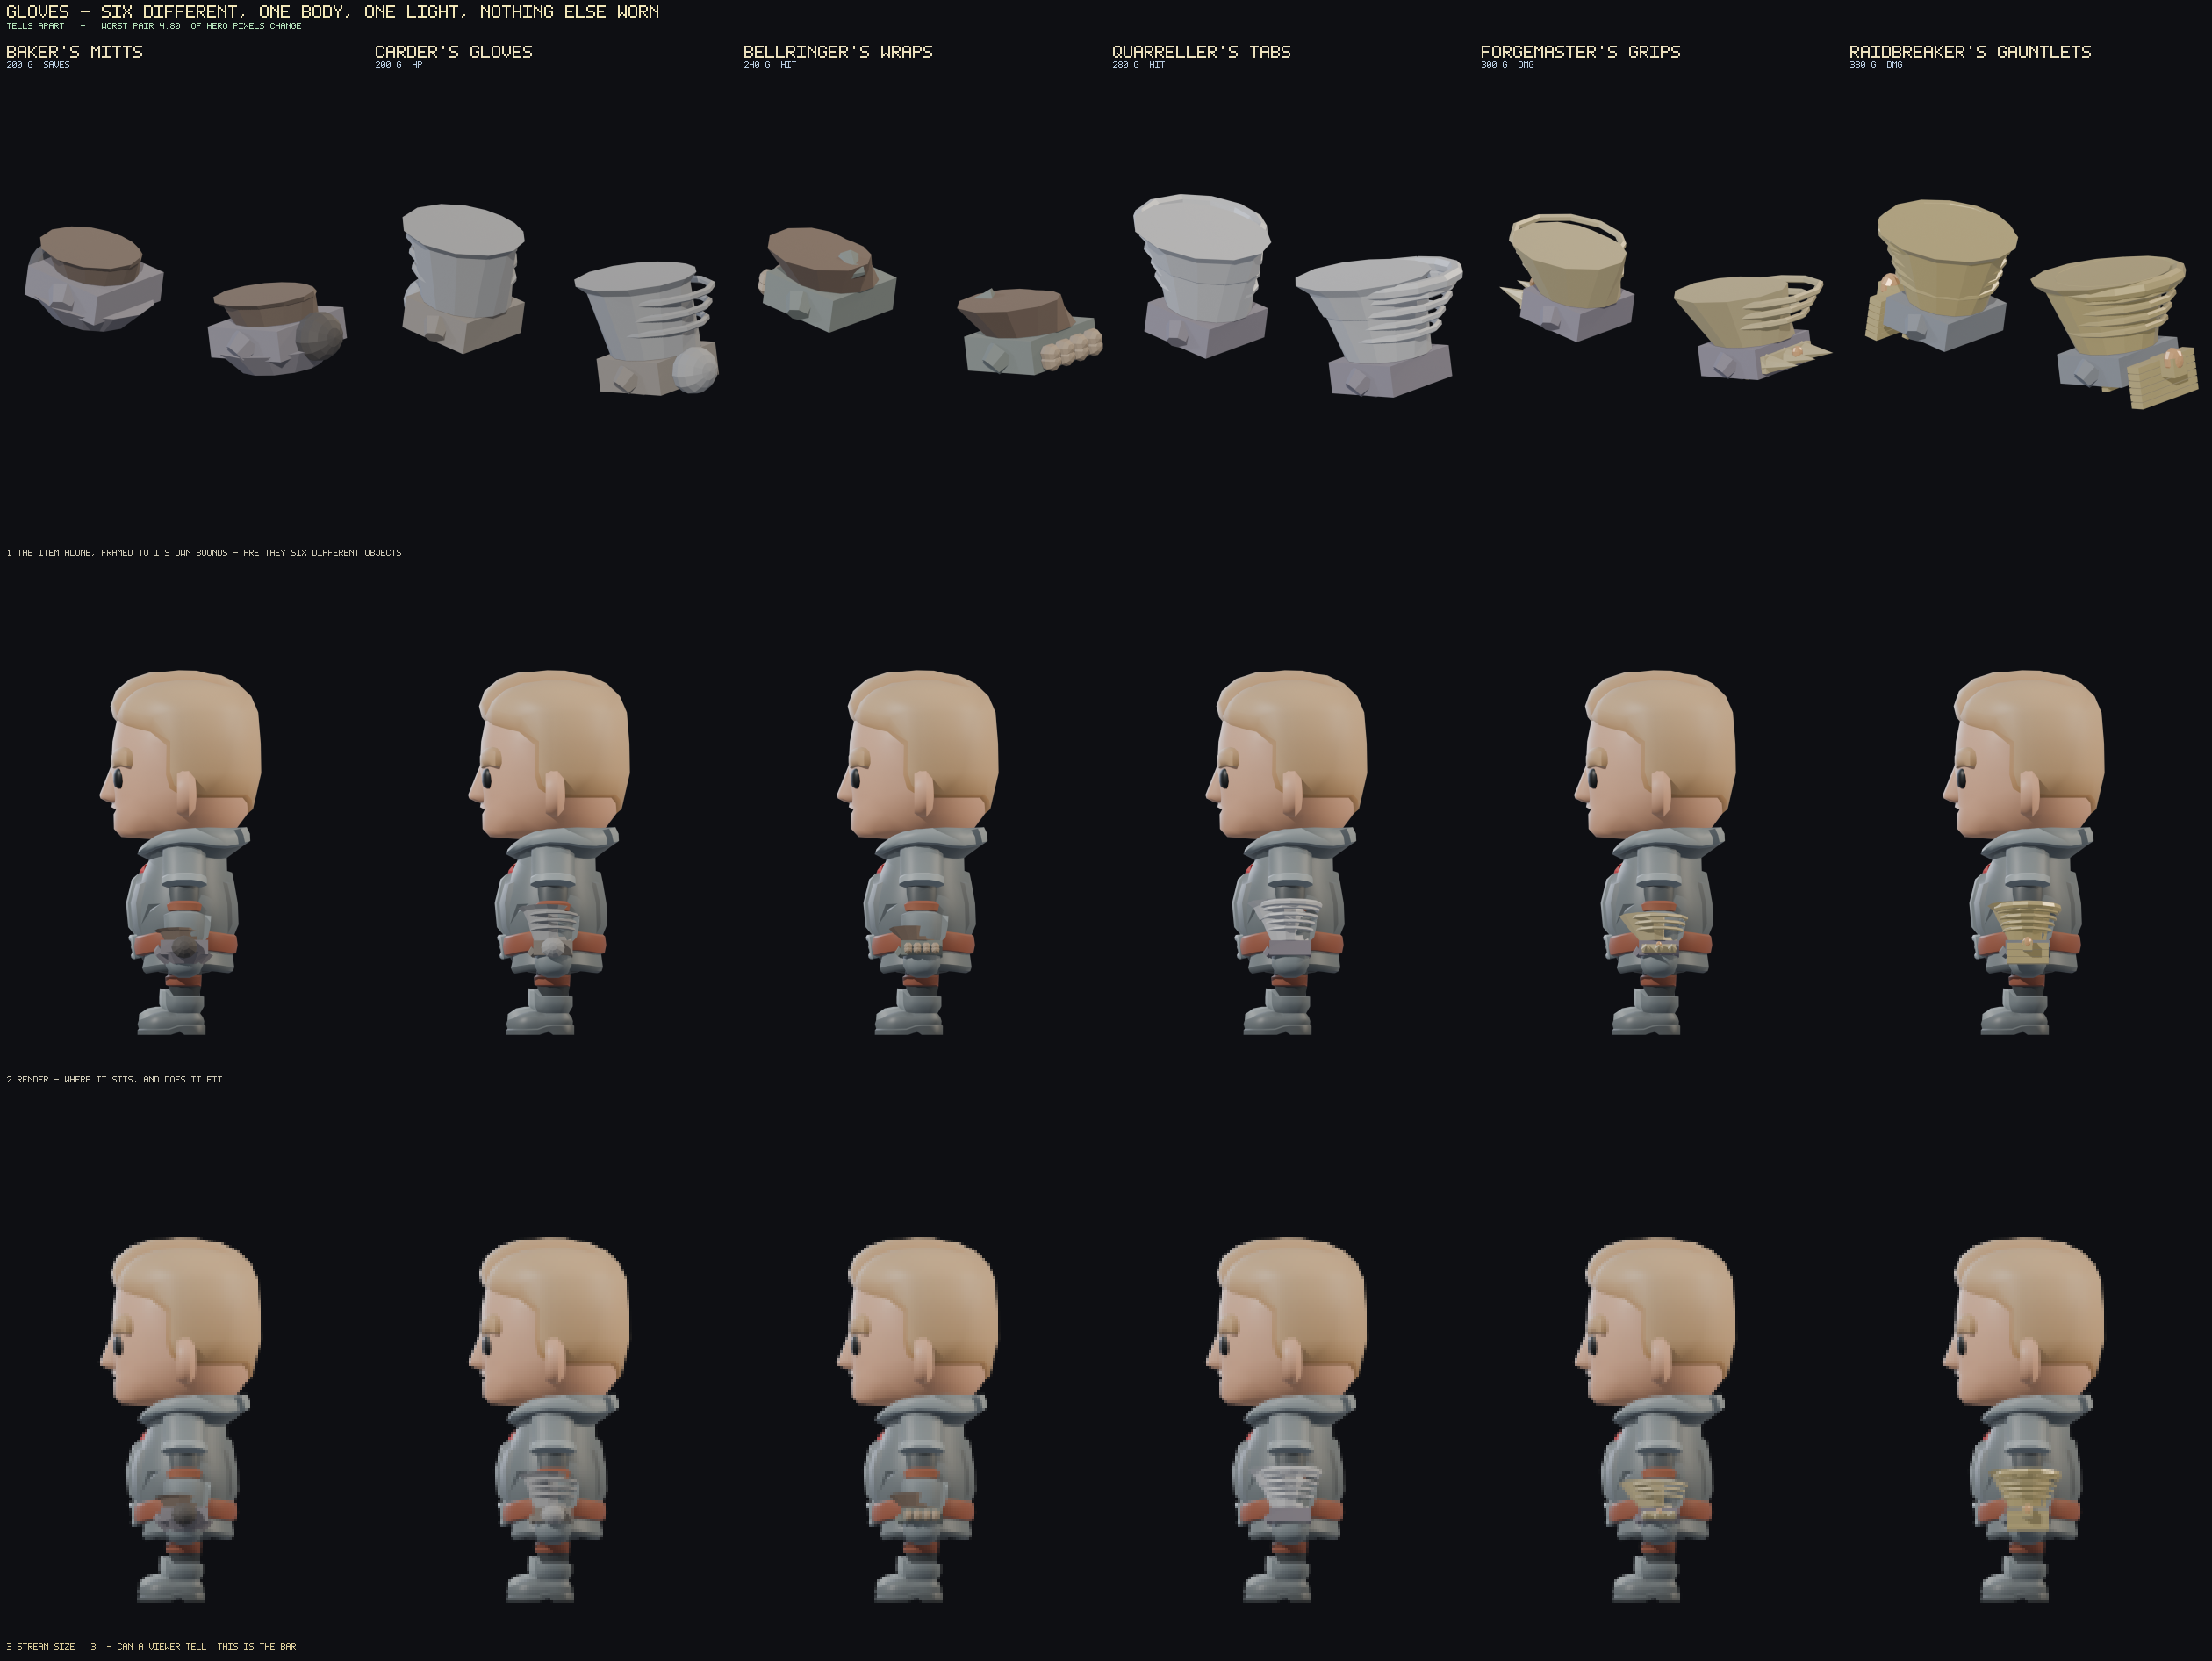 GLOVES - SIX DIFFERENT, ONE BODY, ONE LIGHT, NOTHING ELSE WORN
TELLS APART - WORST PAIR 4.80 OF HERO PIXELS CHANGE
BAKER'S MITTS
200 G SAVES
CARDER'S GLOVES
200 G HP
BELLRINGER'S WRAPS
240 G HIT
QUARRELLER'S TABS
280 G HIT
FORGEMASTER'S GRIPS
300 G DMG
RAIDBREAKER'S GAUNTLETS
380 G DMG
1 THE ITEM ALONE, FRAMED TO ITS OWN BOUNDS - ARE THEY SIX DIFFERENT OBJECTS
2 RENDER - WHERE IT SITS, AND DOES IT FIT
3 STREAM SIZE 3 - CAN A VIEWER TELL THIS IS THE BAR